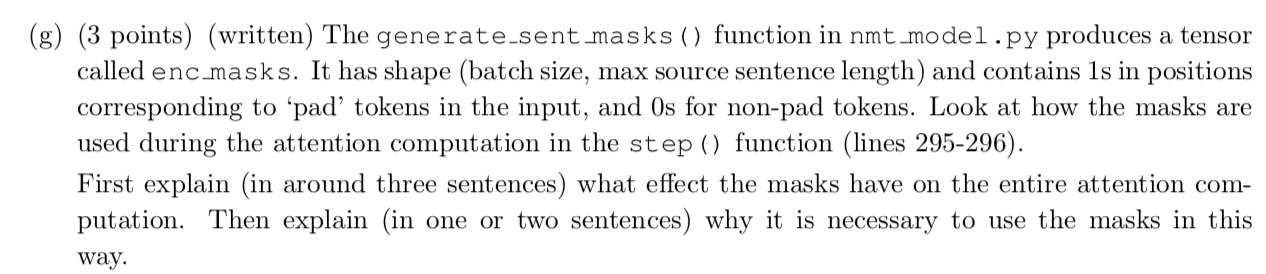 (g) (3 points) (written) The generate_sent_masks() function in nmt_model.py produces a tensor
called enc_masks. It has shape (batch size, max source sentence length) and contains 1s in positions
corresponding to ‘pad’ tokens in the input, and 0s for non-pad tokens. Look at how the masks are
used during the attention computation in the step() function (lines 295-296).
First explain (in around three sentences) what effect the masks have on the entire attention com-
putation. Then explain (in one or two sentences) why it is necessary to use the masks in this
way.